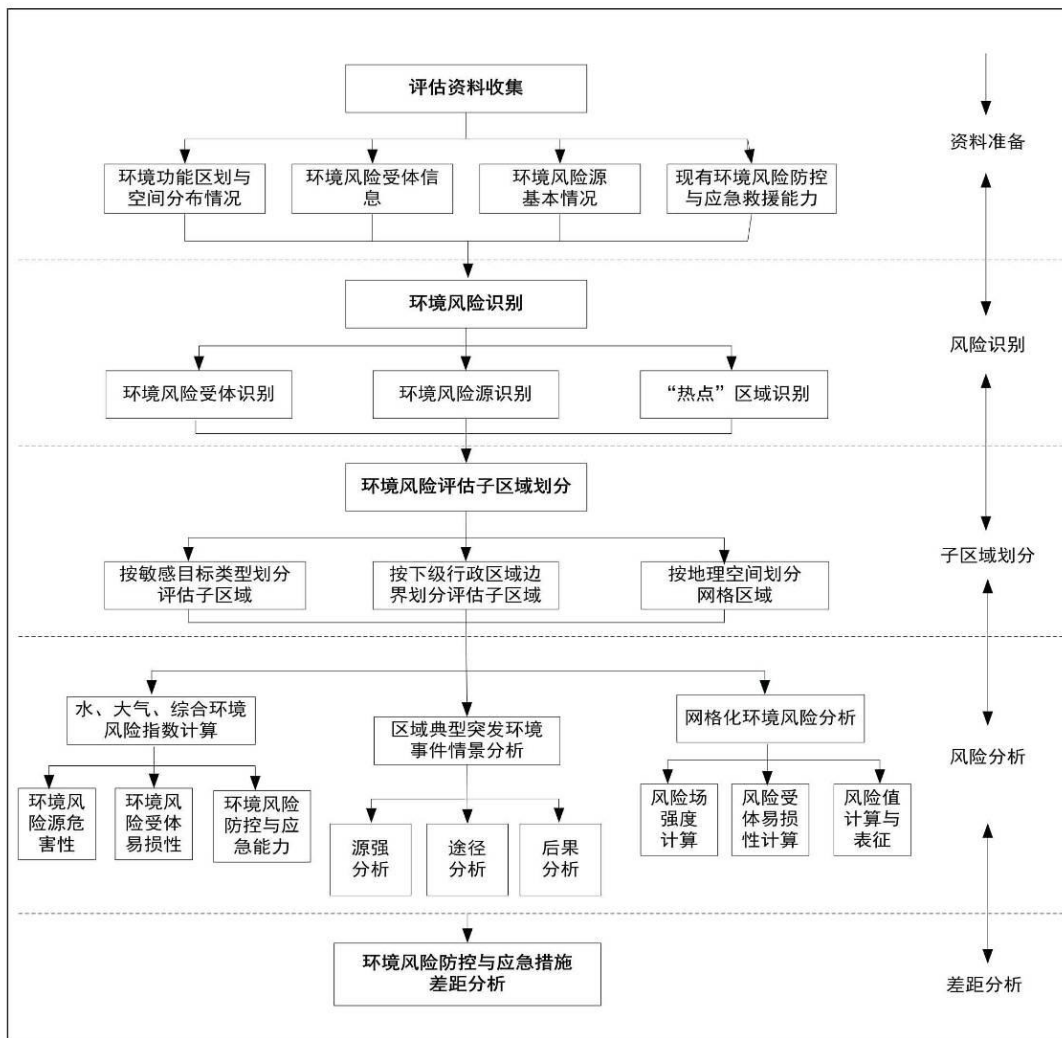 评估资料收集
资料准备
环境功能区划与
空间分布情况
环境风险受体信
息
环境风险源
基本情况
现有环境风险防控
与应急救援能力
环境风险识别
风险识别
环境风险受体识别
环境风险源识别
“热点”区域识别
环境风险评估子区域划分
子区域划分
按敏感目标类型划分
评估子区域
按下级行政区域边
界划分评估子区域
按地理空间划分
网格区域
水、大气、综合环境
风险指数计算
区域典型突发环境
事件情景分析
网格化环境风险分析
风险分析
环境风
险源危
害性
环境风
险受体
易损性
环境风险
防控与应
急能力
源强
分析
途径
分析
后果
分析
风险场
强度
计算
风险受
体易损
性计算
风险值
计算与
表征
环境风险防控与应急措施
差距分析
差距分析